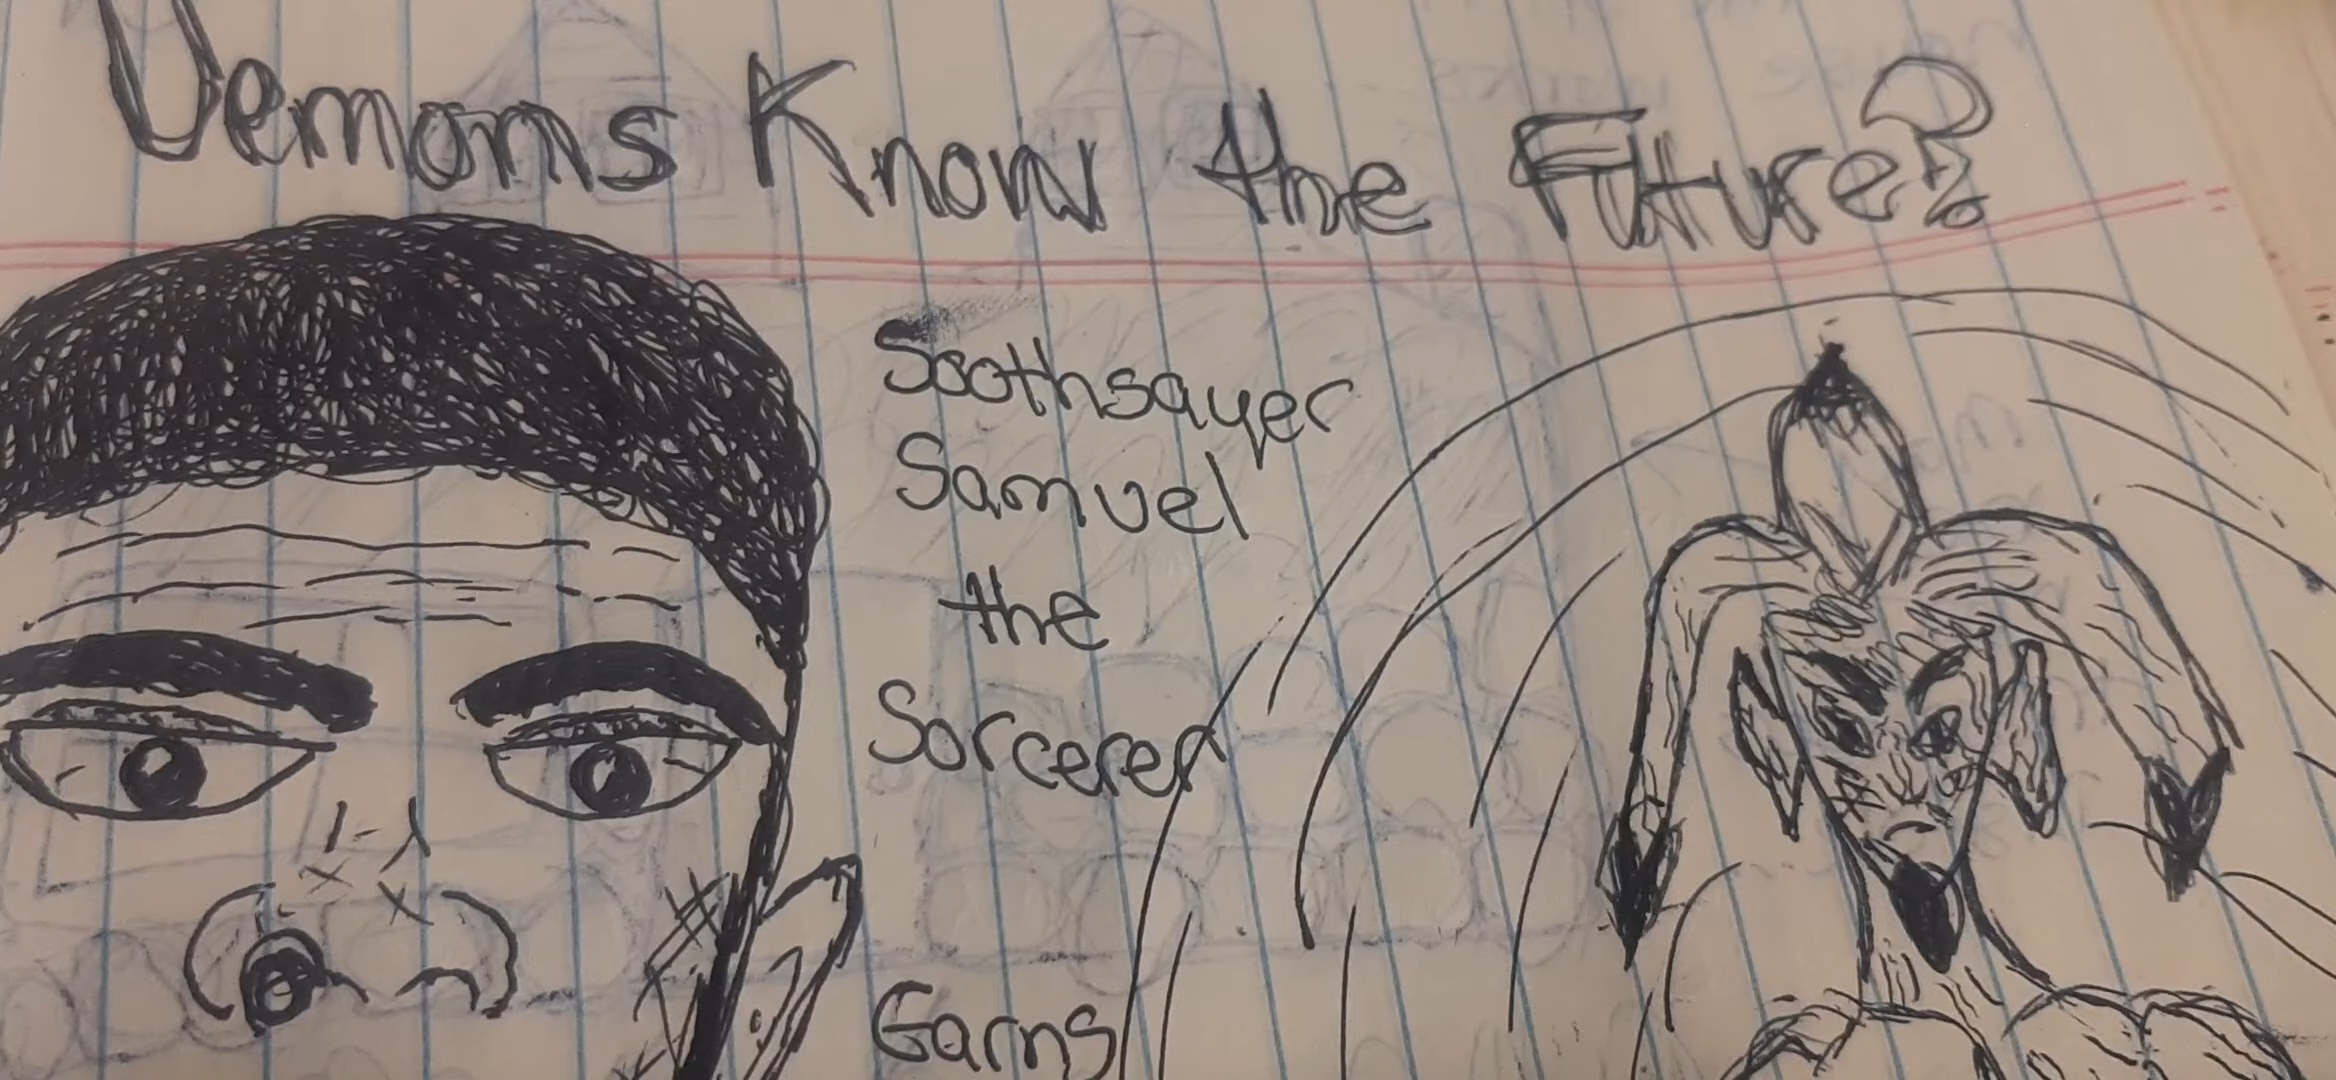 Demons Know the Future?
Soothsayer
Samuel
the
Sorcerer
Garns